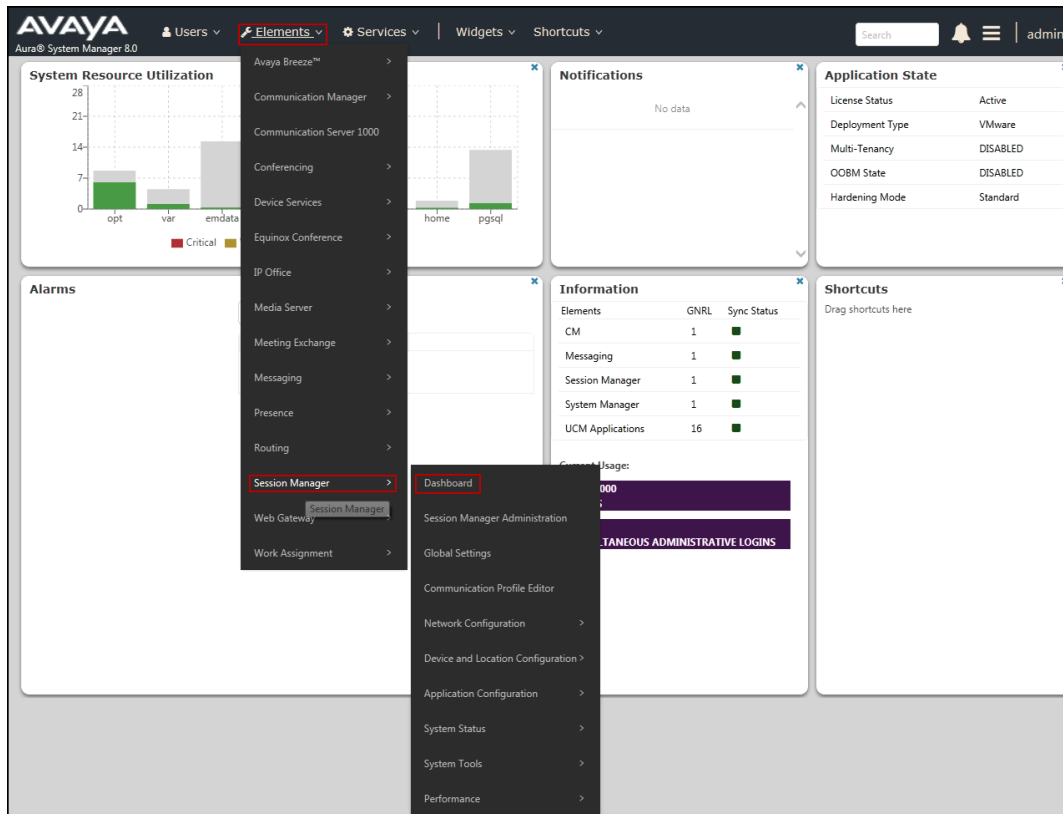 AVAYA
Aura® System Manager 8.0
Users
Elements
Services
Widgets
Shortcuts
Search
admin
System Resource Utilization
28
21
14
7
0
opt
var
emdata
home
pgsql
Critical
Notifications
No data
Application State
License Status Active
Deployment Type VMware
Multi-Tenancy DISABLED
OOBM State DISABLED
Hardening Mode Standard
Avaya Breeze™
Communication Manager
Communication Server 1000
Conferencing
Device Services
Equinox Conference
IP Office
Media Server
Meeting Exchange
Messaging
Presence
Routing
Session Manager
Session Manager
Web Gateway
Work Assignment
Dashboard
Session Manager Administration
Global Settings
Communication Profile Editor
Network Configuration
Device and Location Configuration
Application Configuration
System Status
System Tools
Performance
Alarms
Information
Elements GNRL Sync Status
CM 1
Messaging 1
Session Manager 1
System Manager 1
UCM Applications 16
Usage:
ADMINISTRATIVE LOGINS
Shortcuts
Drag shortcuts here